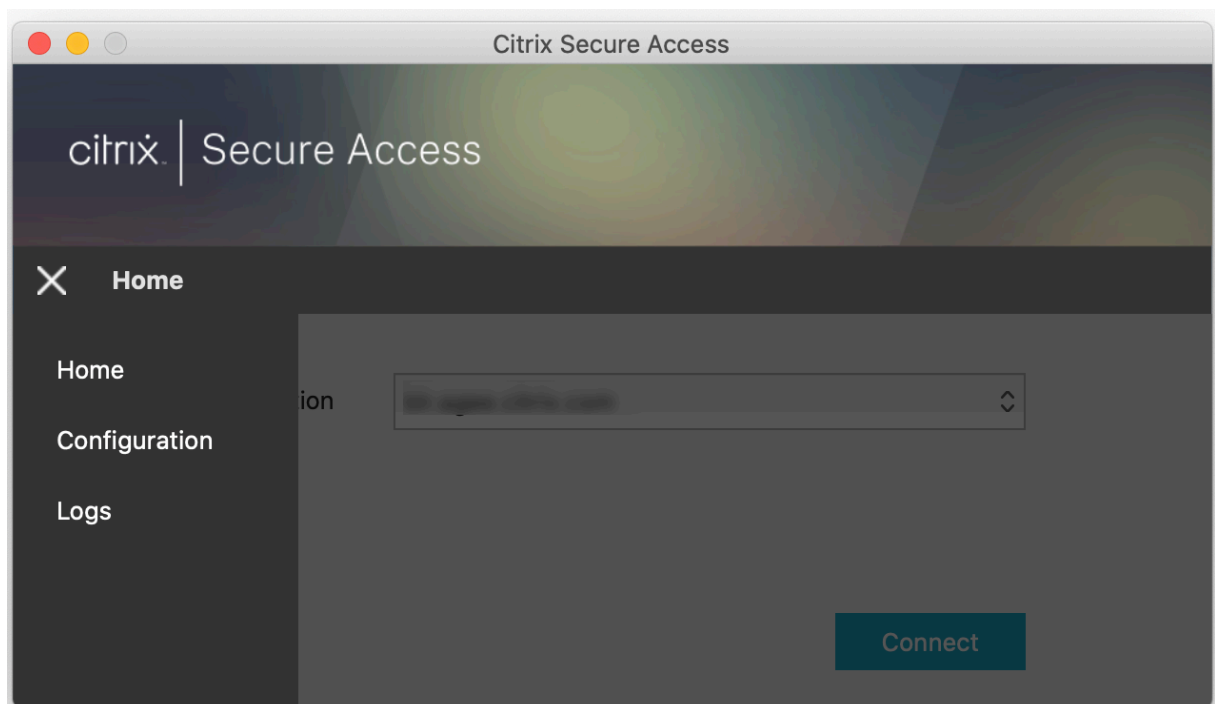 Citrix Secure Access
citrix. | Secure Access
Home
Home
ion
Configuration
Logs
Connect